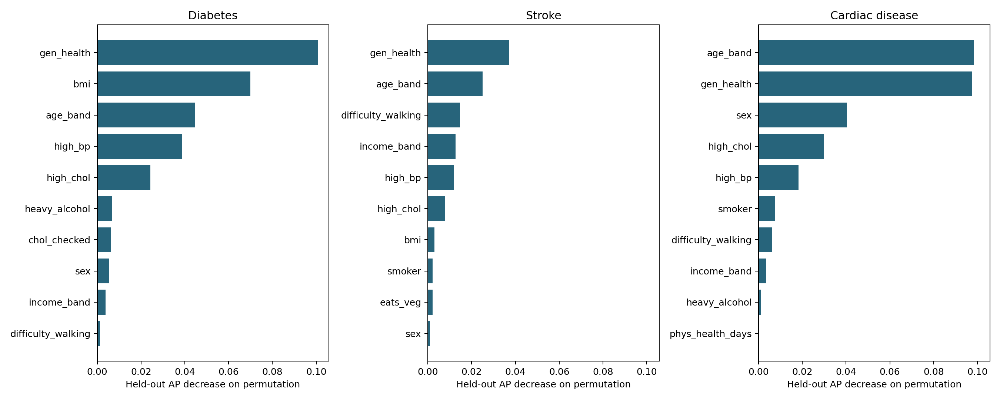 Diabetes
gen_health
bmi
age_band
high_bp
high_chol
heavy_alcohol
chol_checked
sex
income_band
difficulty_walking
0.00 0.02 0.04 0.06 0.08 0.10
Held-out AP decrease on permutation
Stroke
gen_health
age_band
difficulty_walking
income_band
high_bp
high_chol
bmi
smoker
eats_veg
sex
0.00 0.02 0.04 0.06 0.08 0.10
Held-out AP decrease on permutation
Cardiac disease
age_band
gen_health
sex
high_chol
high_bp
smoker
difficulty_walking
income_band
heavy_alcohol
phys_health_days
0.00 0.02 0.04 0.06 0.08 0.10
Held-out AP decrease on permutation